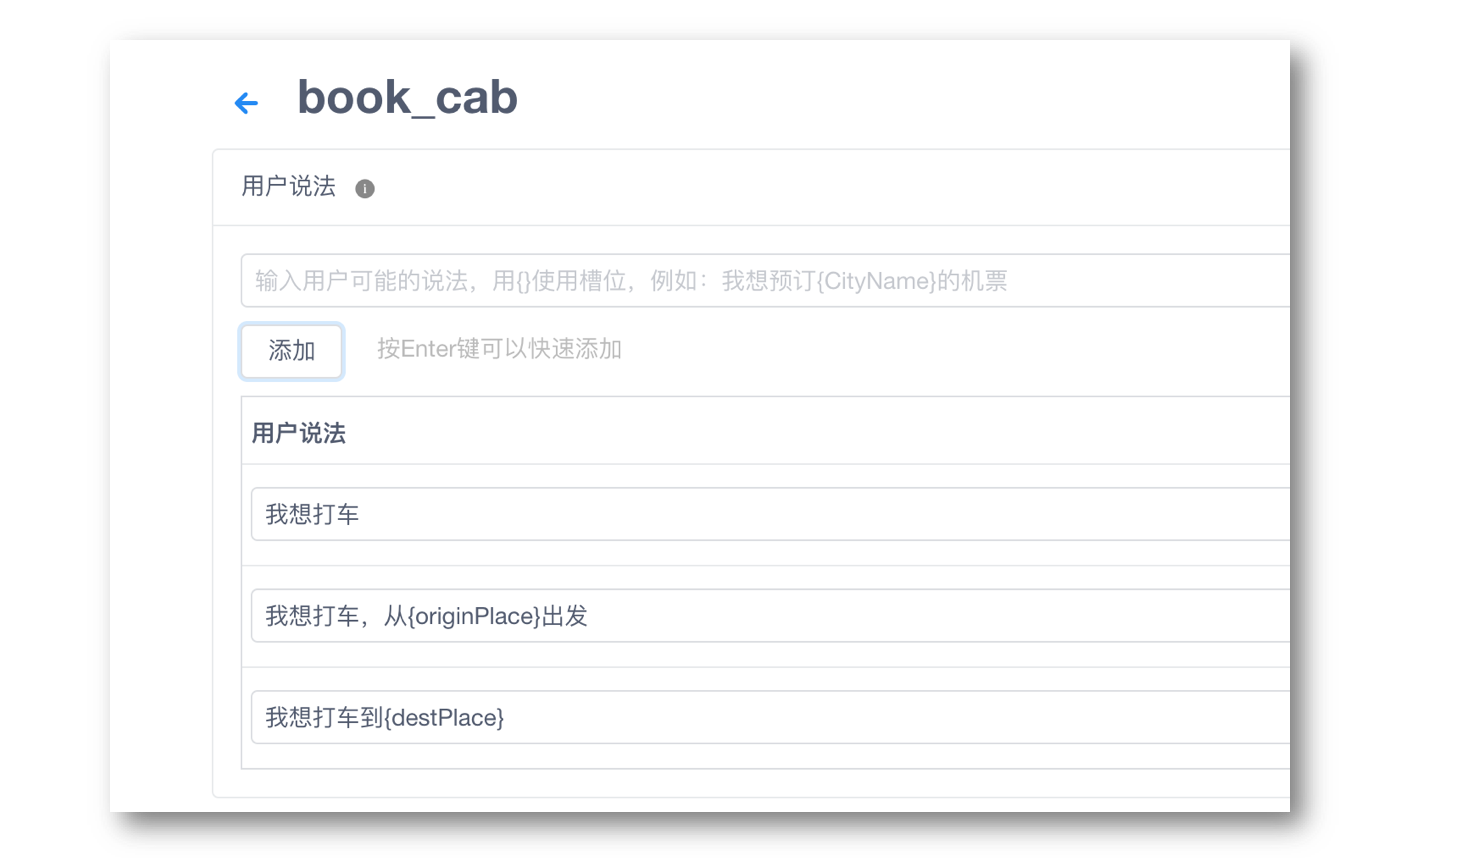 book_cab
用户说法
输入用户可能的说法，用{}使用槽位，例如：我想预订{CityName}的机票
添加 按Enter键可以快速添加
用户说法
我想打车
我想打车，从{originPlace}出发
我想打车到{destPlace}